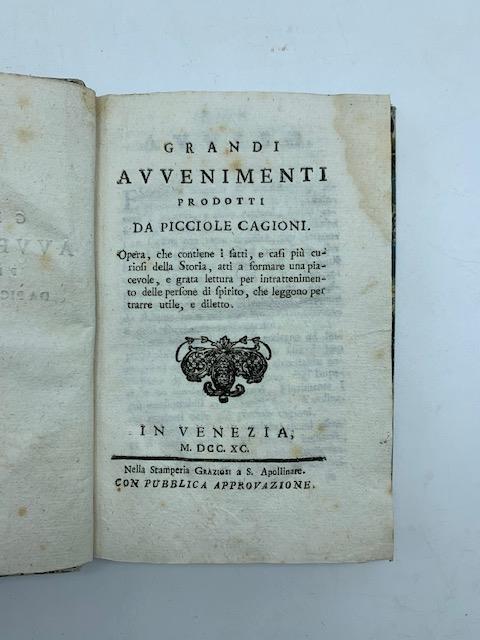 GRANDI
AVVENIMENTI
PRODOTTI
DA PICCIOLE CAGIONI.
Opera, che contiene i fatti, e casi più cu-
riosi della Storia, atti a formare una pia-
cevole, e grata lettura per intrattenimen-
to delle persone di spirito, che leggono per
trarre utile, e diletto.
IN VENEZIA,
M. DCC. XC.
Nella Stamperia GRAZIOSI a S. Apollinare.
CON PUBBLICA APPROVAZIONE.